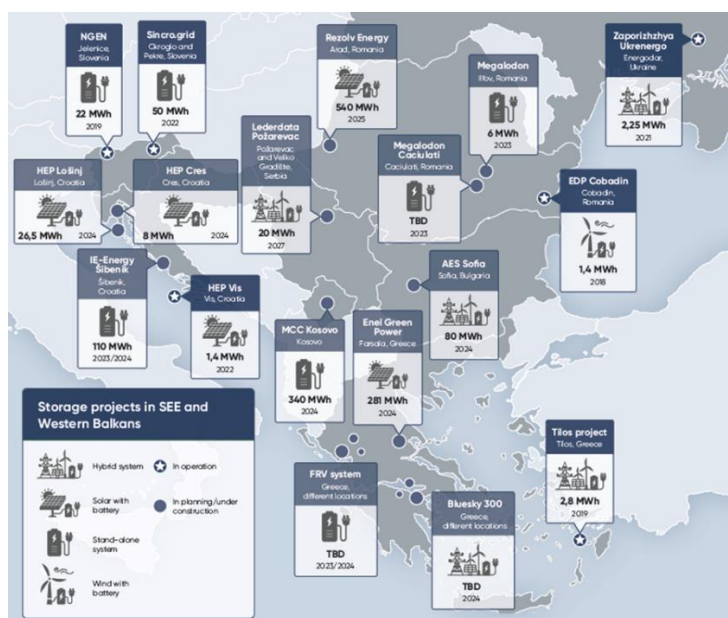 NGEN
Jelenice,
Slovenia
22 MWh
2019
Sincro.grid
Okroglo and
Pekre, Slovenia
50 MWh
2022
Rezolv Energy
Arad, Romania
540 MWh
2025
Megalodon
Ilfov, Romania
6 MWh
2023
Zaporizhzhya
Ukrenergo
Energodar,
Ukraine
2,25 MWh
2021
Lederdata
Požarevac
Požarevac
and Veliko
Gradište,
Serbia
20 MWh
2027
Megalodon
Caciulati
Caciulati, Romania
TBD
2023
HEP Lošinj
Lošinj, Croatia
26,5 MWh
2024
HEP Cres
Cres, Croatia
8 MWh
2024
EDP Cobadin
Cobadin,
Romania
1,4 MWh
2018
IE-Energy
Šibenik
Šibenik,
Croatia
110 MWh
2023/2024
HEP Vis
Vis, Croatia
1,4 MWh
2022
AES Sofia
Sofia, Bulgaria
80 MWh
2024
MCC Kosovo
Kosovo
340 MWh
2024
Enel Green
Power
Farsala, Greece
281 MWh
2024
Storage projects in SEE and
Western Balkans
Hybrid system
In operation
Solar with
battery
In planning/under
construction
Stand-alone
system
Wind with
battery
FRV system
Greece,
different locations
TBD
2023/2024
Bluesky 300
Greece,
different locations
TBD
2024
Tilos project
Tilos, Greece
2,8 MWh
2019